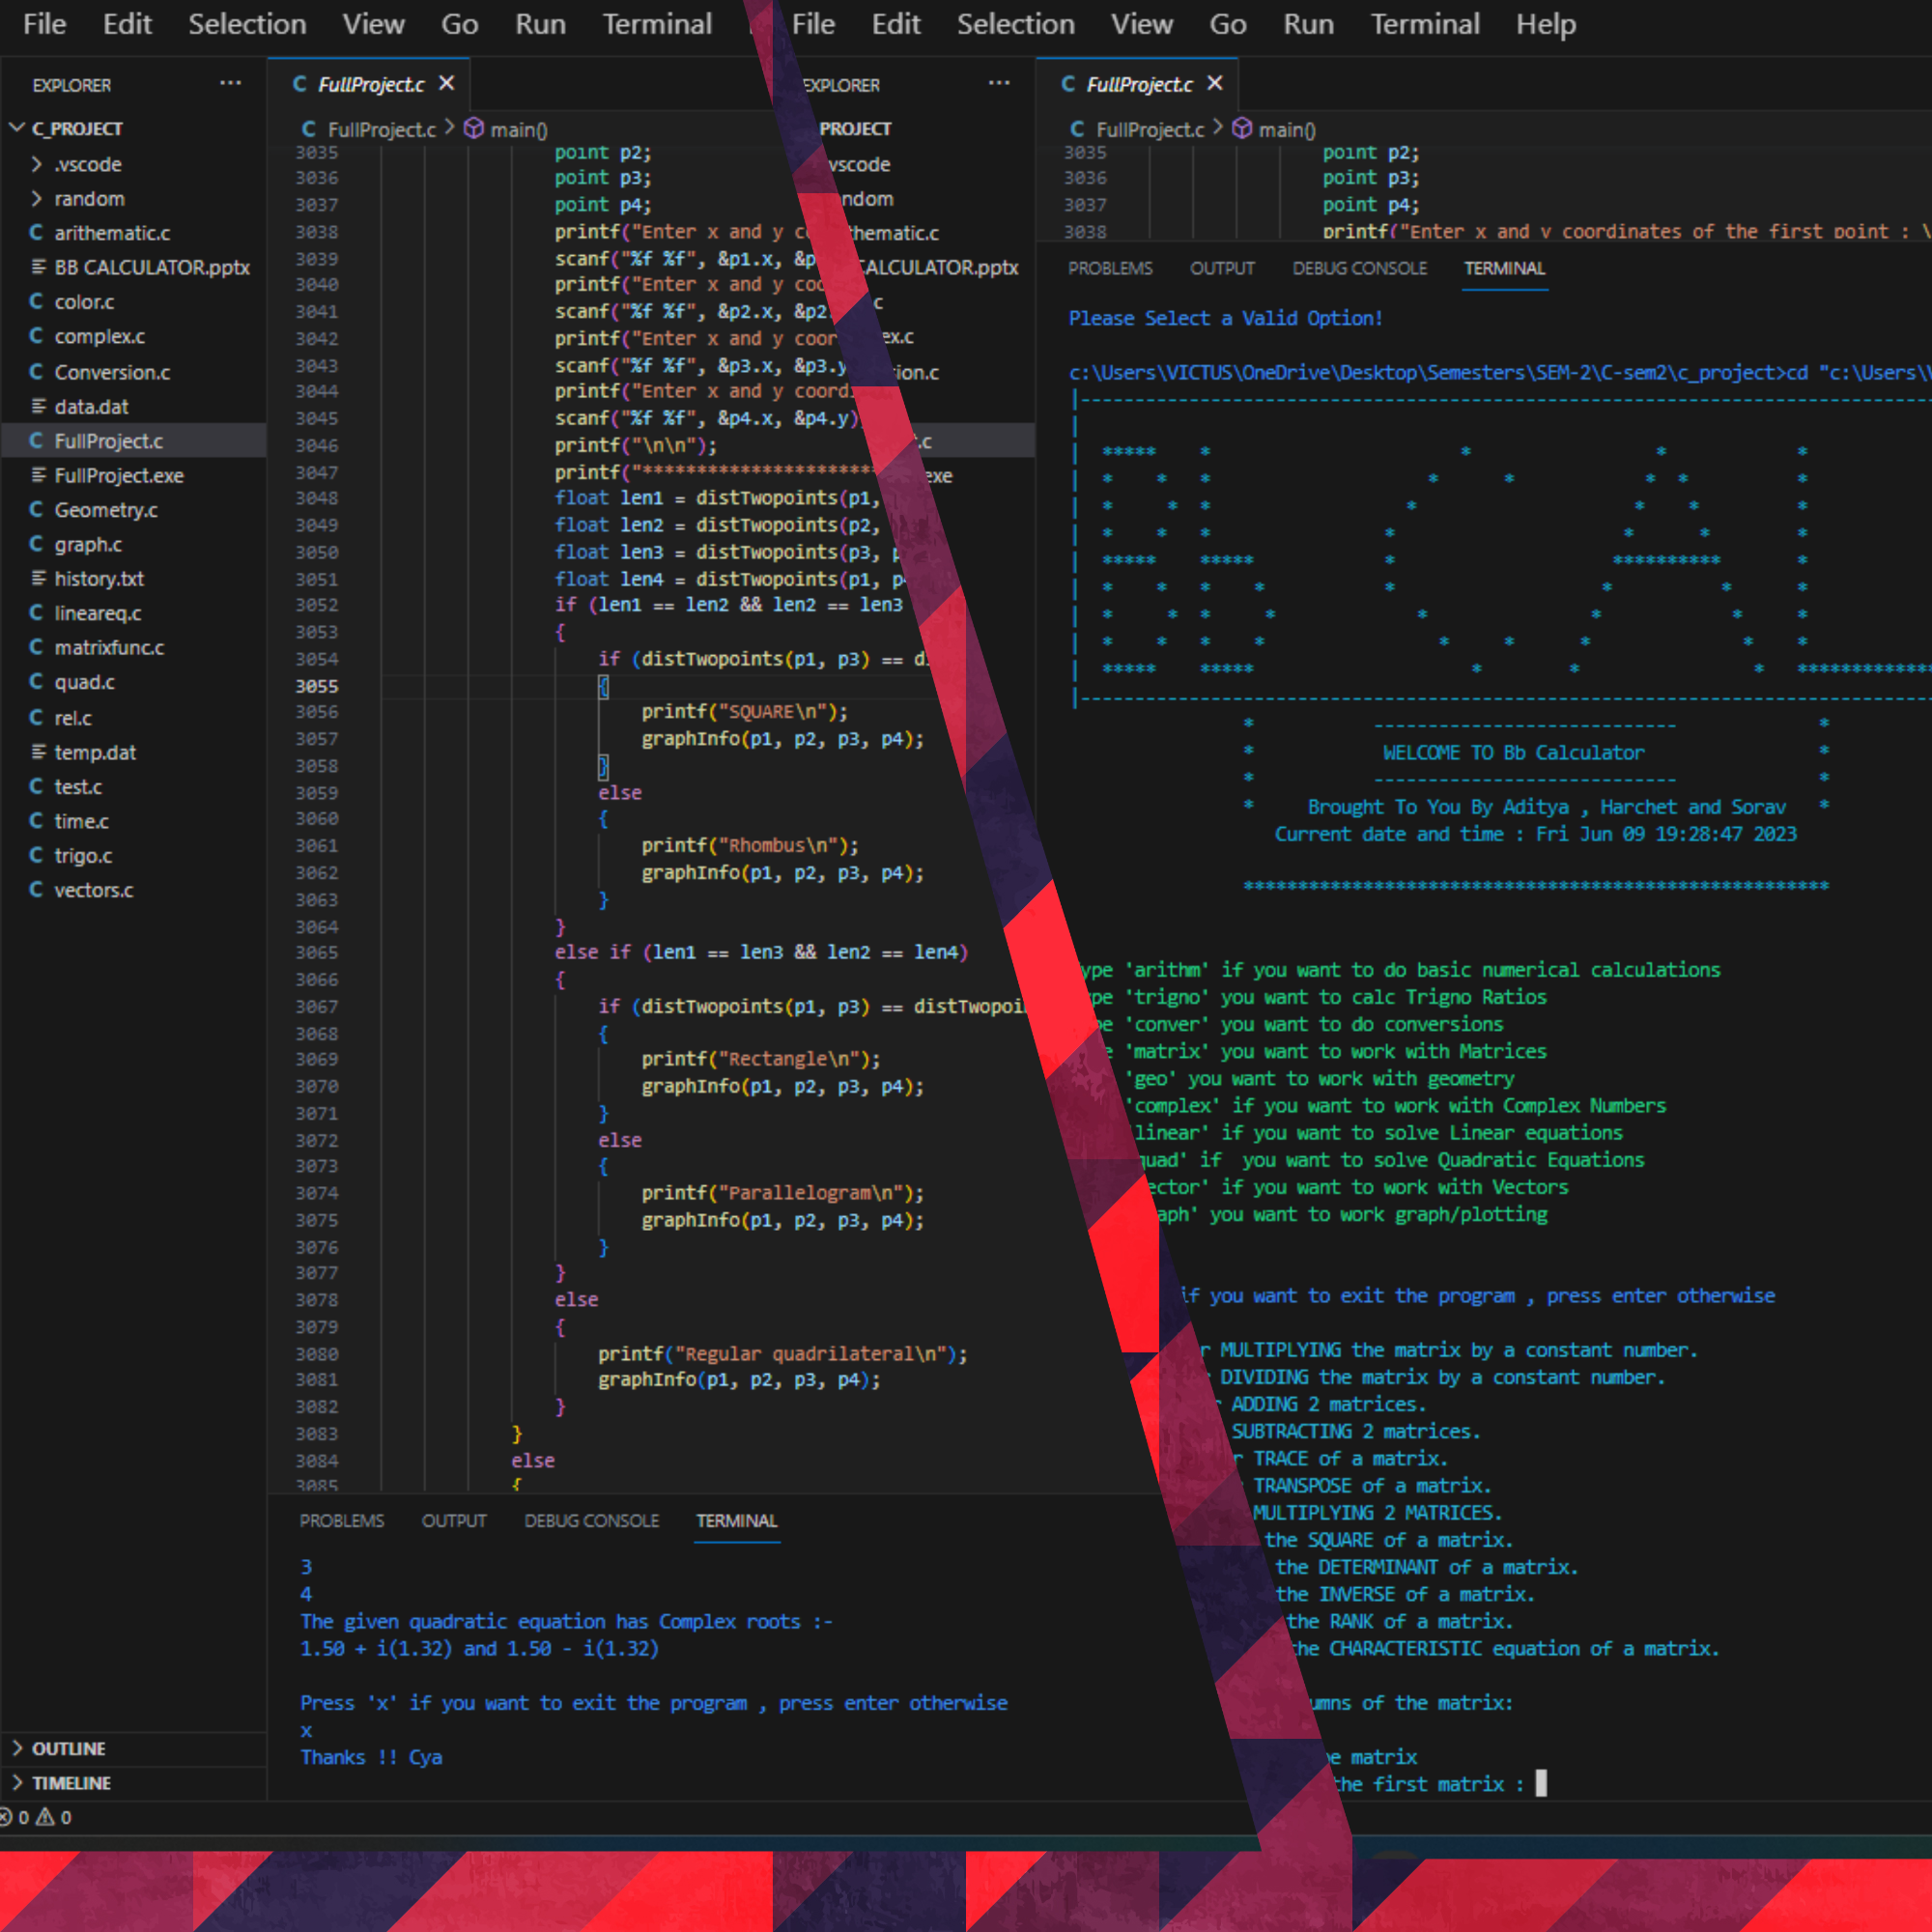 File Edit Selection View Go Run Terminal
EXPLORER ...
C_PROJECT
.vscode
random
C arithematic.c
BB CALCULATOR.pptx
C color.c
C complex.c
C Conversion.c
data.dat
C FullProject.c
FullProject.exe
C Geometry.c
C graph.c
history.txt
C lineareq.c
C matrixfunc.c
C quad.c
C rel.c
temp.dat
C test.c
C time.c
C trigo.c
C vectors.c
OUTLINE
TIMELINE
0 0
C FullProject.c ×
C FullProject.c > main()
3035 point p2;
3036 point p3;
3037 point p4;
3038 printf("Enter x and y
3039 scanf("%f %f", &p1.x,
3040 printf("Enter x and y
3041 scanf("%f %f", &p2.x, &p2.
3042 printf("Enter x and y coor
3043 scanf("%f %f", &p3.x, &p3.y
3044 printf("Enter x and y coordi
3045 scanf("%f %f", &p4.x, &p4.y)
3046 printf("\n\n");
3047 printf("**********************
3048 float len1 = distTwopoints(p1,
3049 float len2 = distTwopoints(p2,
3050 float len3 = distTwopoints(p3,
3051 float len4 = distTwopoints(p1,
3052 if (len1 == len2 && len2 == len3
3053 {
3054 if (distTwopoints(p1, p3) ==
3055 {
3056 printf("SQUARE\n");
3057 graphInfo(p1, p2, p3, p4);
3058 }
3059 else
3060 {
3061 printf("Rhombus\n");
3062 graphInfo(p1, p2, p3, p4);
3063 }
3064 }
3065 else if (len1 == len3 && len2 == len4)
3066 {
3067 if (distTwopoints(p1, p3) == distTwopoi
3068 {
3069 printf("Rectangle\n");
3070 graphInfo(p1, p2, p3, p4);
3071 }
3072 else
3073 {
3074 printf("Parallelogram\n");
3075 graphInfo(p1, p2, p3, p4);
3076 }
3077 }
3078 else
3079 {
3080 printf("Regular quadrilateral\n");
3081 graphInfo(p1, p2, p3, p4);
3082 }
3083 }
3084 else
3085 {
PROBLEMS OUTPUT DEBUG CONSOLE TERMINAL
3
4
The given quadratic equation has Complex roots :-
1.50 + i(1.32) and 1.50 - i(1.32)
Press 'x' if you want to exit the program , press enter otherwise
x
Thanks !! Cya
File Edit Selection View Go Run Terminal Help
EXPLORER ...
PROJECT
vscode
ndom
thematic.c
CALCULATOR.pptx
c
ex.c
ion.c
.c
exe
C FullProject.c ×
C FullProject.c > main()
3035 point p2;
3036 point p3;
3037 point p4;
3038 printf("Enter x and y coordinates of the first point : \
PROBLEMS OUTPUT DEBUG CONSOLE TERMINAL
Please Select a Valid Option!
c:\Users\VICTUS\OneDrive\Desktop\Semesters\SEM-2\C-sem2\c_project>cd "c:\Users\
WELCOME TO Bb Calculator
Brought To You By Aditya , Harchet and Sorav
Current date and time : Fri Jun 09 19:28:47 2023
ype 'arithm' if you want to do basic numerical calculations
pe 'trigno' you want to calc Trigno Ratios
e 'conver' you want to do conversions
e 'matrix' you want to work with Matrices
'geo' you want to work with geometry
'complex' if you want to work with Complex Numbers
linear' if you want to solve Linear equations
quad' if  you want to solve Quadratic Equations
ector' if you want to work with Vectors
aph' you want to work graph/plotting
if you want to exit the program , press enter otherwise
r MULTIPLYING the matrix by a constant number.
DIVIDING the matrix by a constant number.
ADDING 2 matrices.
SUBTRACTING 2 matrices.
r TRACE of a matrix.
TRANSPOSE of a matrix.
MULTIPLYING 2 MATRICES.
the SQUARE of a matrix.
the DETERMINANT of a matrix.
the INVERSE of a matrix.
the RANK of a matrix.
the CHARACTERISTIC equation of a matrix.
umns of the matrix:
e matrix
the first matrix :